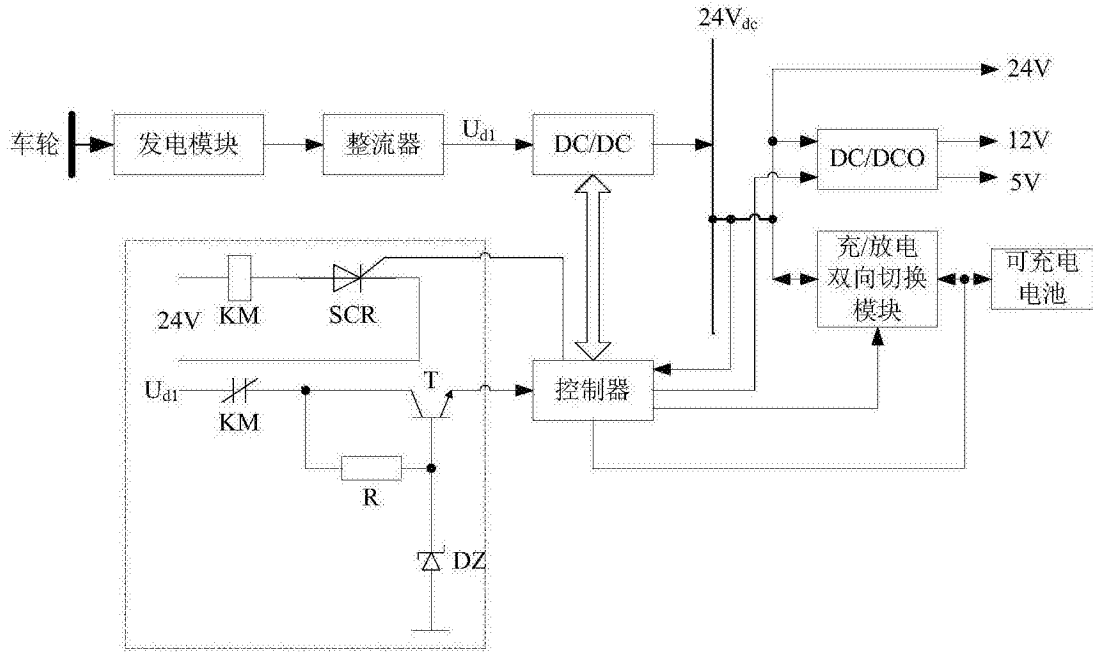 24Vdc
24V
车轮
发电模块
整流器
Ud1
DC/DC
DC/DCO
12V
5V
充/放电
双向切换
模块
可充电
电池
24V
KM
SCR
控制器
Ud1
KM
T
R
DZ